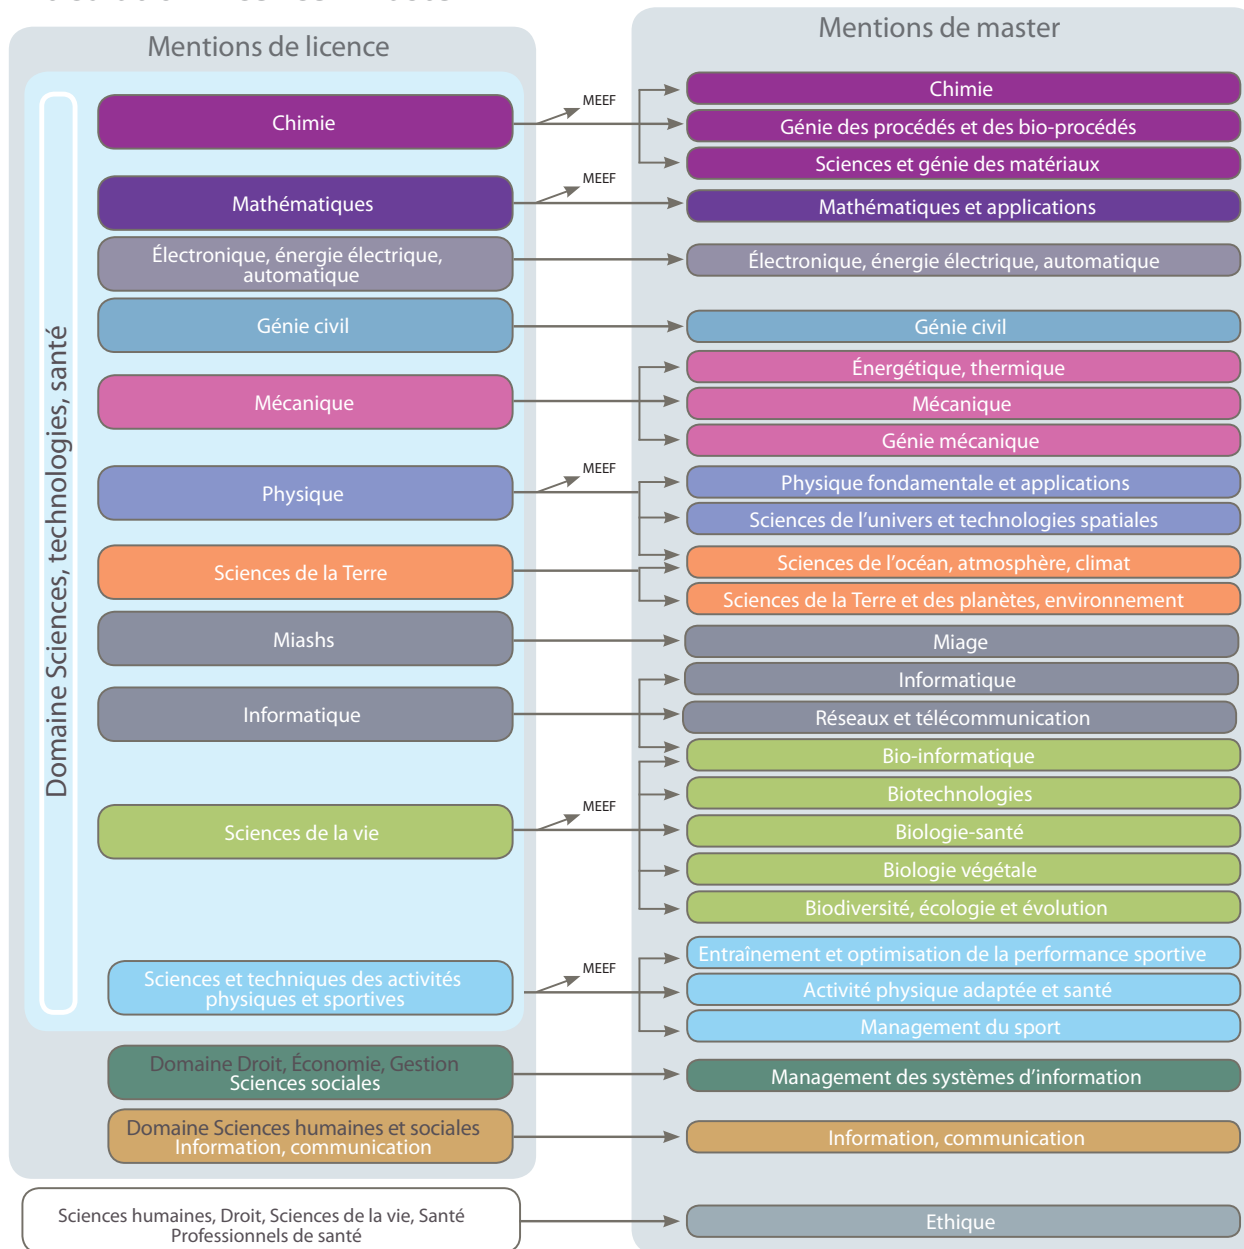 Mentions de licence
Mentions de master
Domaine Sciences, technologies, santé
Chimie
MEEF
Chimie
Génie des procédés et des bio-procédés
Sciences et génie des matériaux
Mathématiques
MEEF
Mathématiques et applications
Électronique, énergie électrique,
automatique
Électronique, énergie électrique, automatique
Génie civil
Génie civil
Mécanique
Énergétique, thermique
Mécanique
Génie mécanique
Physique
MEEF
Physique fondamentale et applications
Sciences de l’univers et technologies spatiales
Sciences de la Terre
Sciences de l’océan, atmosphère, climat
Sciences de la Terre et des planètes, environnement
Miashs
Miage
Informatique
Informatique
Réseaux et télécommunication
Bio-informatique
Sciences de la vie
MEEF
Biotechnologies
Biologie-santé
Biologie végétale
Biodiversité, écologie et évolution
Sciences et techniques des activités
physiques et sportives
MEEF
Entraînement et optimisation de la performance sportive
Activité physique adaptée et santé
Management du sport
Domaine Droit, Économie, Gestion
Sciences sociales
Management des systèmes d’information
Domaine Sciences humaines et sociales
Information, communication
Information, communication
Sciences humaines, Droit, Sciences de la vie, Santé
Professionnels de santé
Ethique